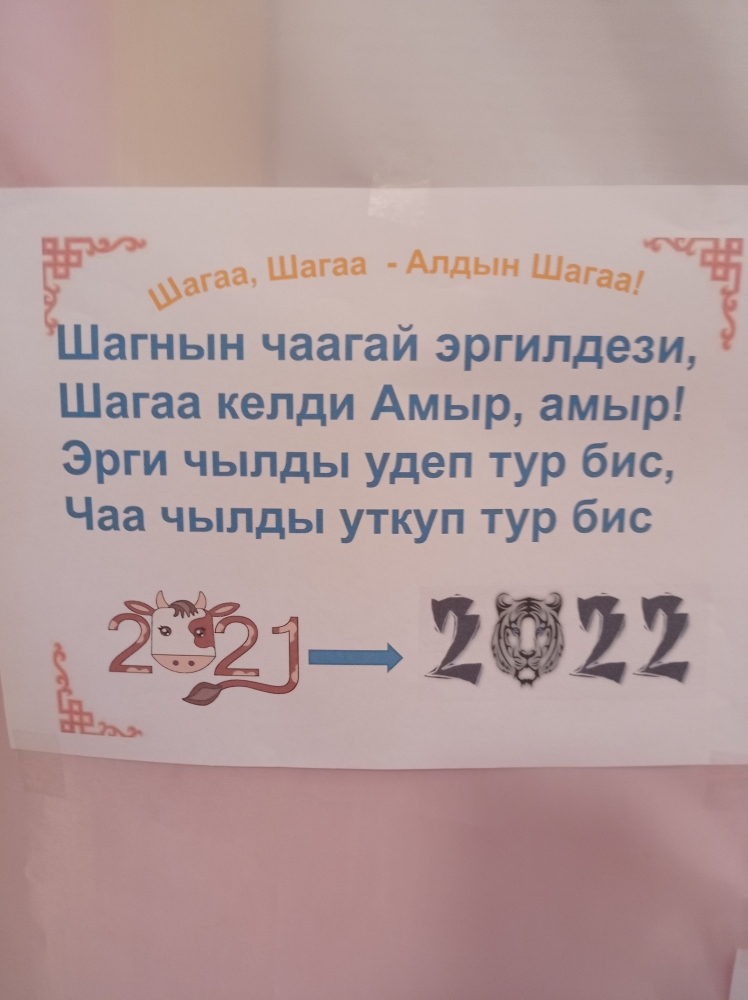 Шагаа, Шагаа - Алдын Шагаа!
Шагнын чаагай эргилдези,
Шагаа келди Амыр, амыр!
Эрги чылды удеп тур бис,
Чаа чылды уткуп тур бис
2021 2022